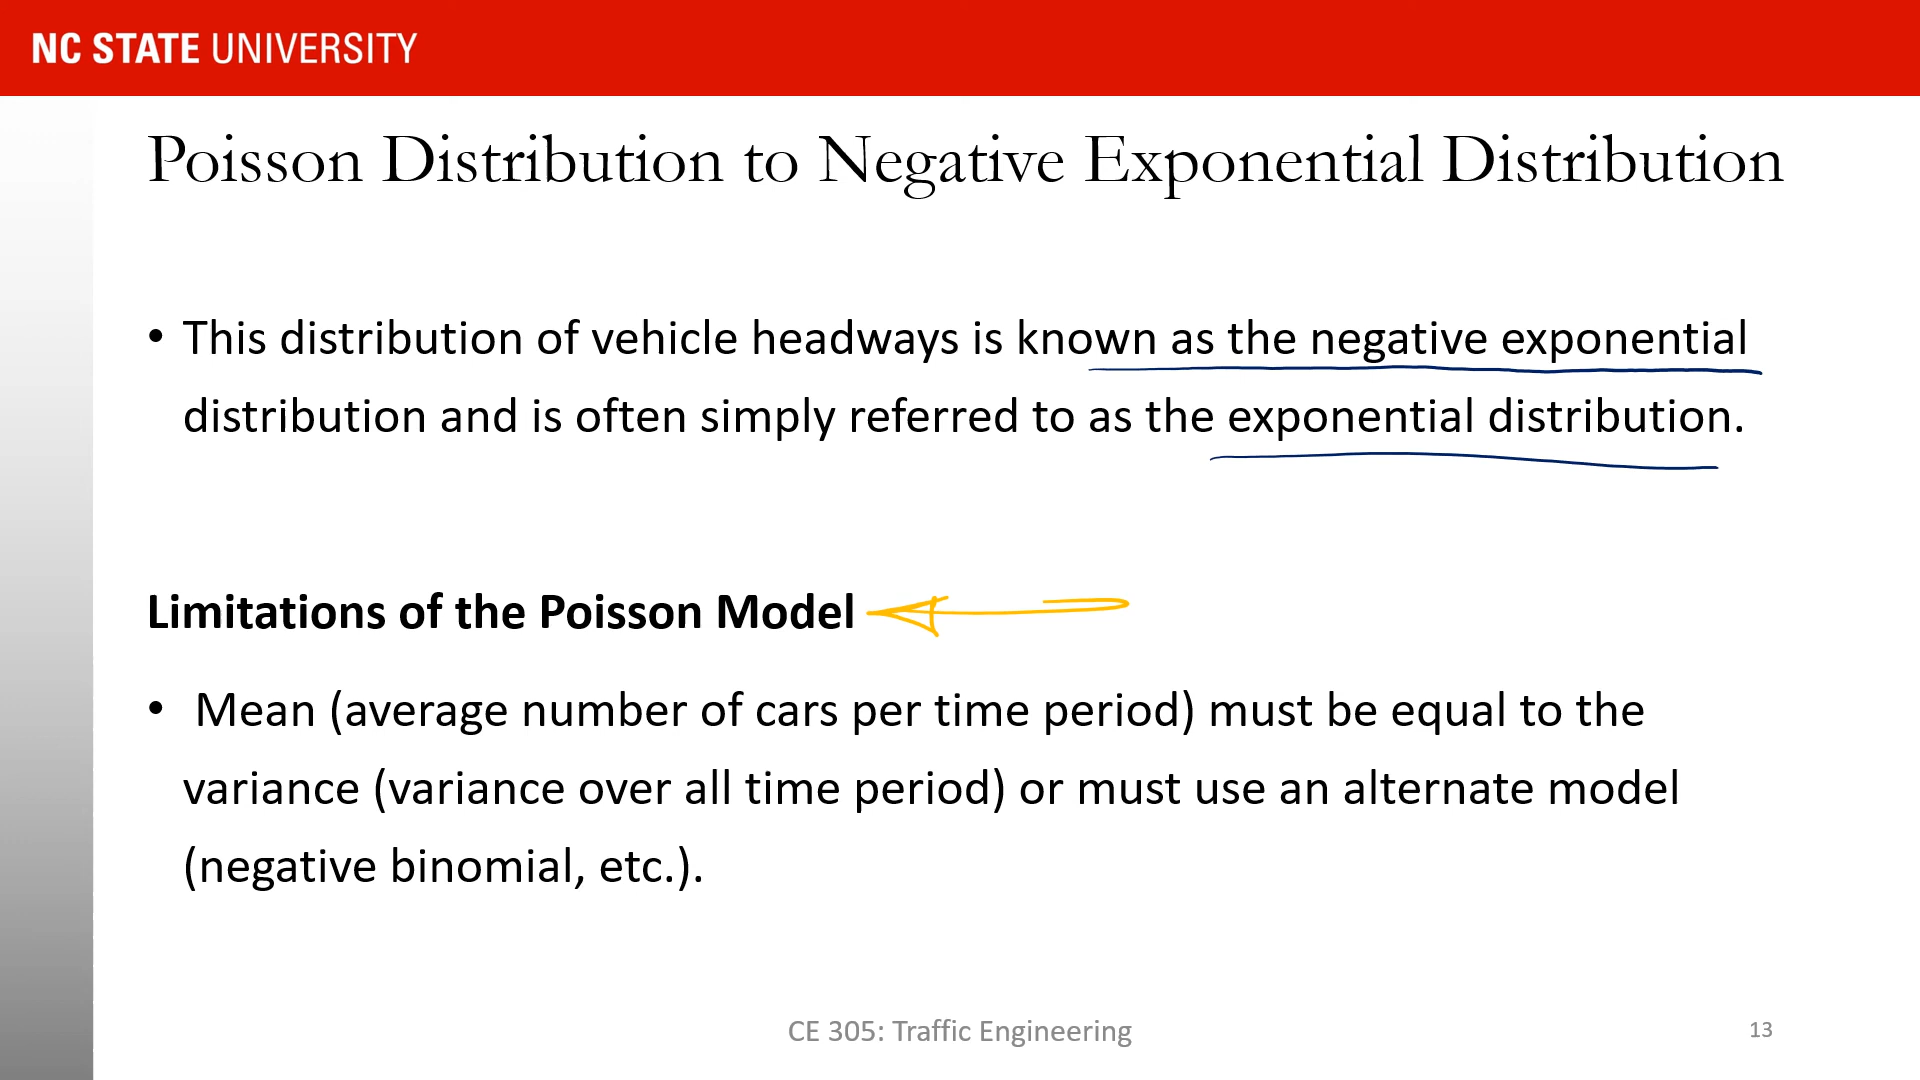 NC STATE UNIVERSITY
Poisson Distribution to Negative Exponential Distribution
• This distribution of vehicle headways is known as the negative exponential
distribution and is often simply referred to as the exponential distribution.
Limitations of the Poisson Model
• Mean (average number of cars per time period) must be equal to the
variance (variance over all time period) or must use an alternate model
(negative binomial, etc.).
CE 305: Traffic Engineering
13